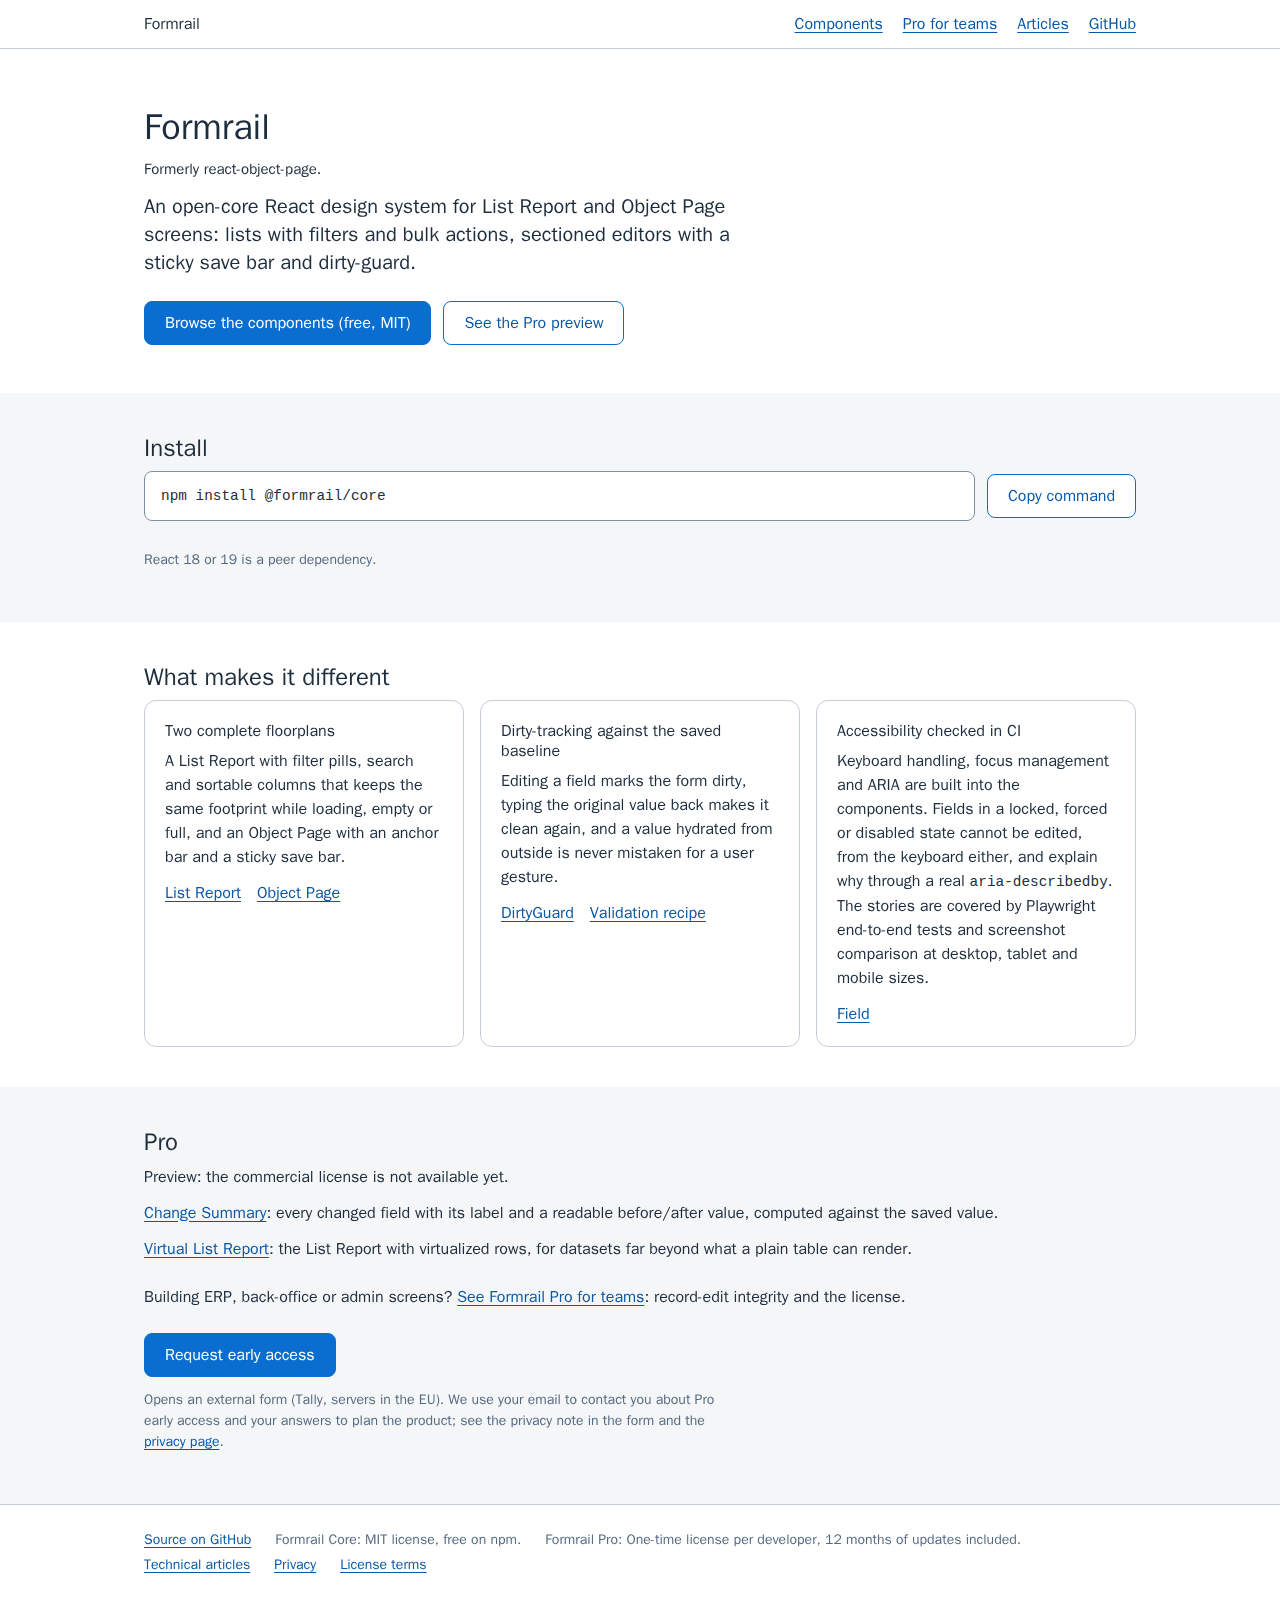 Formrail
Components Pro for teams Articles GitHub
Formrail
Formerly react-object-page.
An open-core React design system for List Report and Object Page
screens: lists with filters and bulk actions, sectioned editors with a
sticky save bar and dirty-guard.
Browse the components (free, MIT) See the Pro preview
Install
npm install @formrail/core
Copy command
React 18 or 19 is a peer dependency.
What makes it different
Two complete floorplans
A List Report with filter pills, search
and sortable columns that keeps the
same footprint while loading, empty or
full, and an Object Page with an anchor
bar and a sticky save bar.
List Report Object Page
Dirty-tracking against the saved
baseline
Editing a field marks the form dirty,
typing the original value back makes it
clean again, and a value hydrated from
outside is never mistaken for a user
gesture.
DirtyGuard Validation recipe
Accessibility checked in CI
Keyboard handling, focus management
and ARIA are built into the
components. Fields in a locked, forced
or disabled state cannot be edited,
from the keyboard either, and explain
why through a real aria-describedby.
The stories are covered by Playwright
end-to-end tests and screenshot
comparison at desktop, tablet and
mobile sizes.
Field
Pro
Preview: the commercial license is not available yet.
Change Summary: every changed field with its label and a readable before/after value, computed against the saved value.
Virtual List Report: the List Report with virtualized rows, for datasets far beyond what a plain table can render.
Building ERP, back-office or admin screens? See Formrail Pro for teams: record-edit integrity and the license.
Request early access
Opens an external form (Tally, servers in the EU). We use your email to contact you about Pro
early access and your answers to plan the product; see the privacy note in the form and the
privacy page.
Source on GitHub Formrail Core: MIT license, free on npm. Formrail Pro: One-time license per developer, 12 months of updates included.
Technical articles Privacy License terms